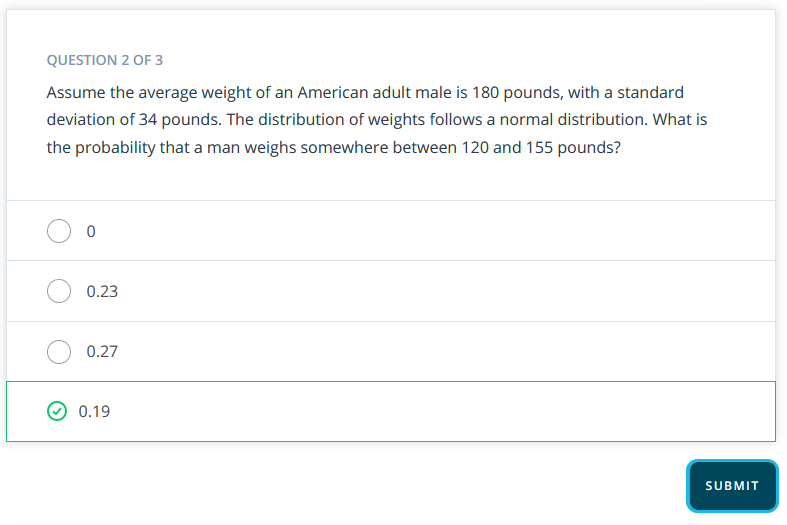 QUESTION 2 OF 3
Assume the average weight of an American adult male is 180 pounds, with a standard
deviation of 34 pounds. The distribution of weights follows a normal distribution. What is
the probability that a man weighs somewhere between 120 and 155 pounds?
0
0.23
0.27
0.19
SUBMIT